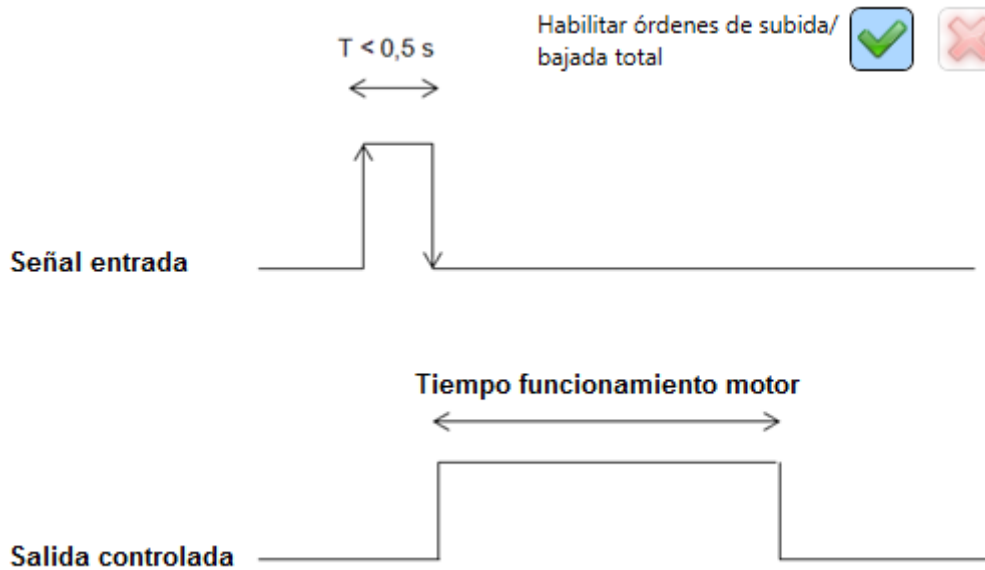 Habilitar órdenes de subida/
bajada total
T < 0,5 s
Señal entrada
Tiempo funcionamiento motor
Salida controlada